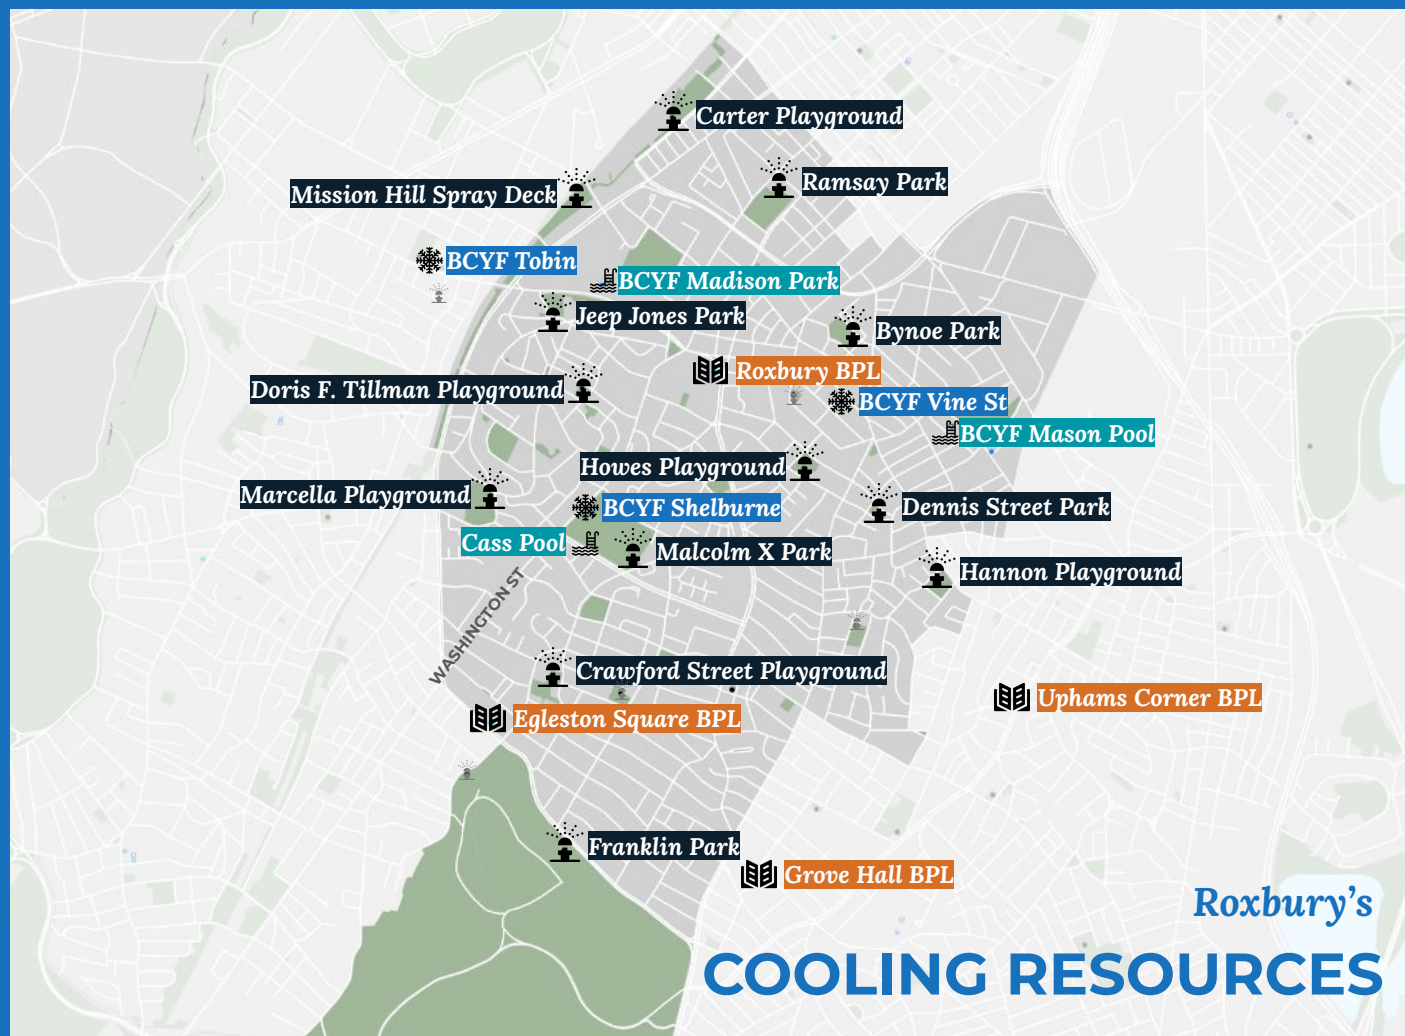 Carter Playground
Ramsay Park
Mission Hill Spray Deck
BCYF Tobin
BCYF Madison Park
Jeep Jones Park
Bynoe Park
Roxbury BPL
Doris F. Tillman Playground
BCYF Vine St
BCYF Mason Pool
Howes Playground
Marcella Playground
BCYF Shelburne
Dennis Street Park
Cass Pool
Malcolm X Park
Hannon Playground
WASHINGTON ST
Crawford Street Playground
Uphams Corner BPL
Egleston Square BPL
Franklin Park
Grove Hall BPL
Roxbury's
COOLING RESOURCES